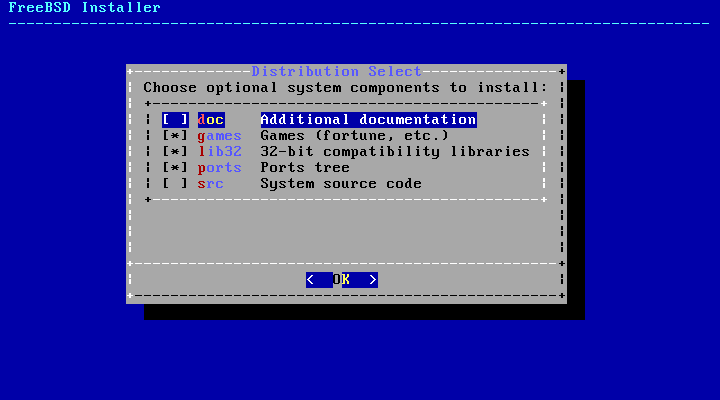 FreeBSD Installer
Distribution Select
Choose optional system components to install:
[ ] doc Additional documentation
[*] games Games (fortune, etc.)
[*] lib32 32-bit compatibility libraries
[*] ports Ports tree
[ ] src System source code
< OK >